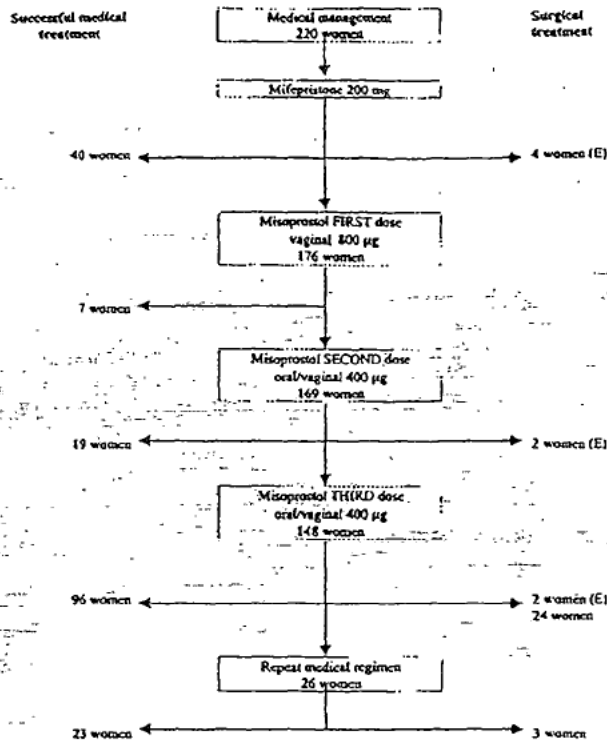 Successful medical
treatment
Medical management
220 women
Surgical
treatment
Mifepristone 200 mg
40 women
4 women (E)
Misoprostol FIRST dose
vaginal 800 µg
176 women
7 women
Misoprostol SECOND dose
oral/vaginal 400 µg
169 women
19 women
2 women (E)
Misoprostol THIRD dose
oral/vaginal 400 µg
148 women
96 women
2 women (E)
24 women
Repeat medical regimen
26 women
23 women
3 women